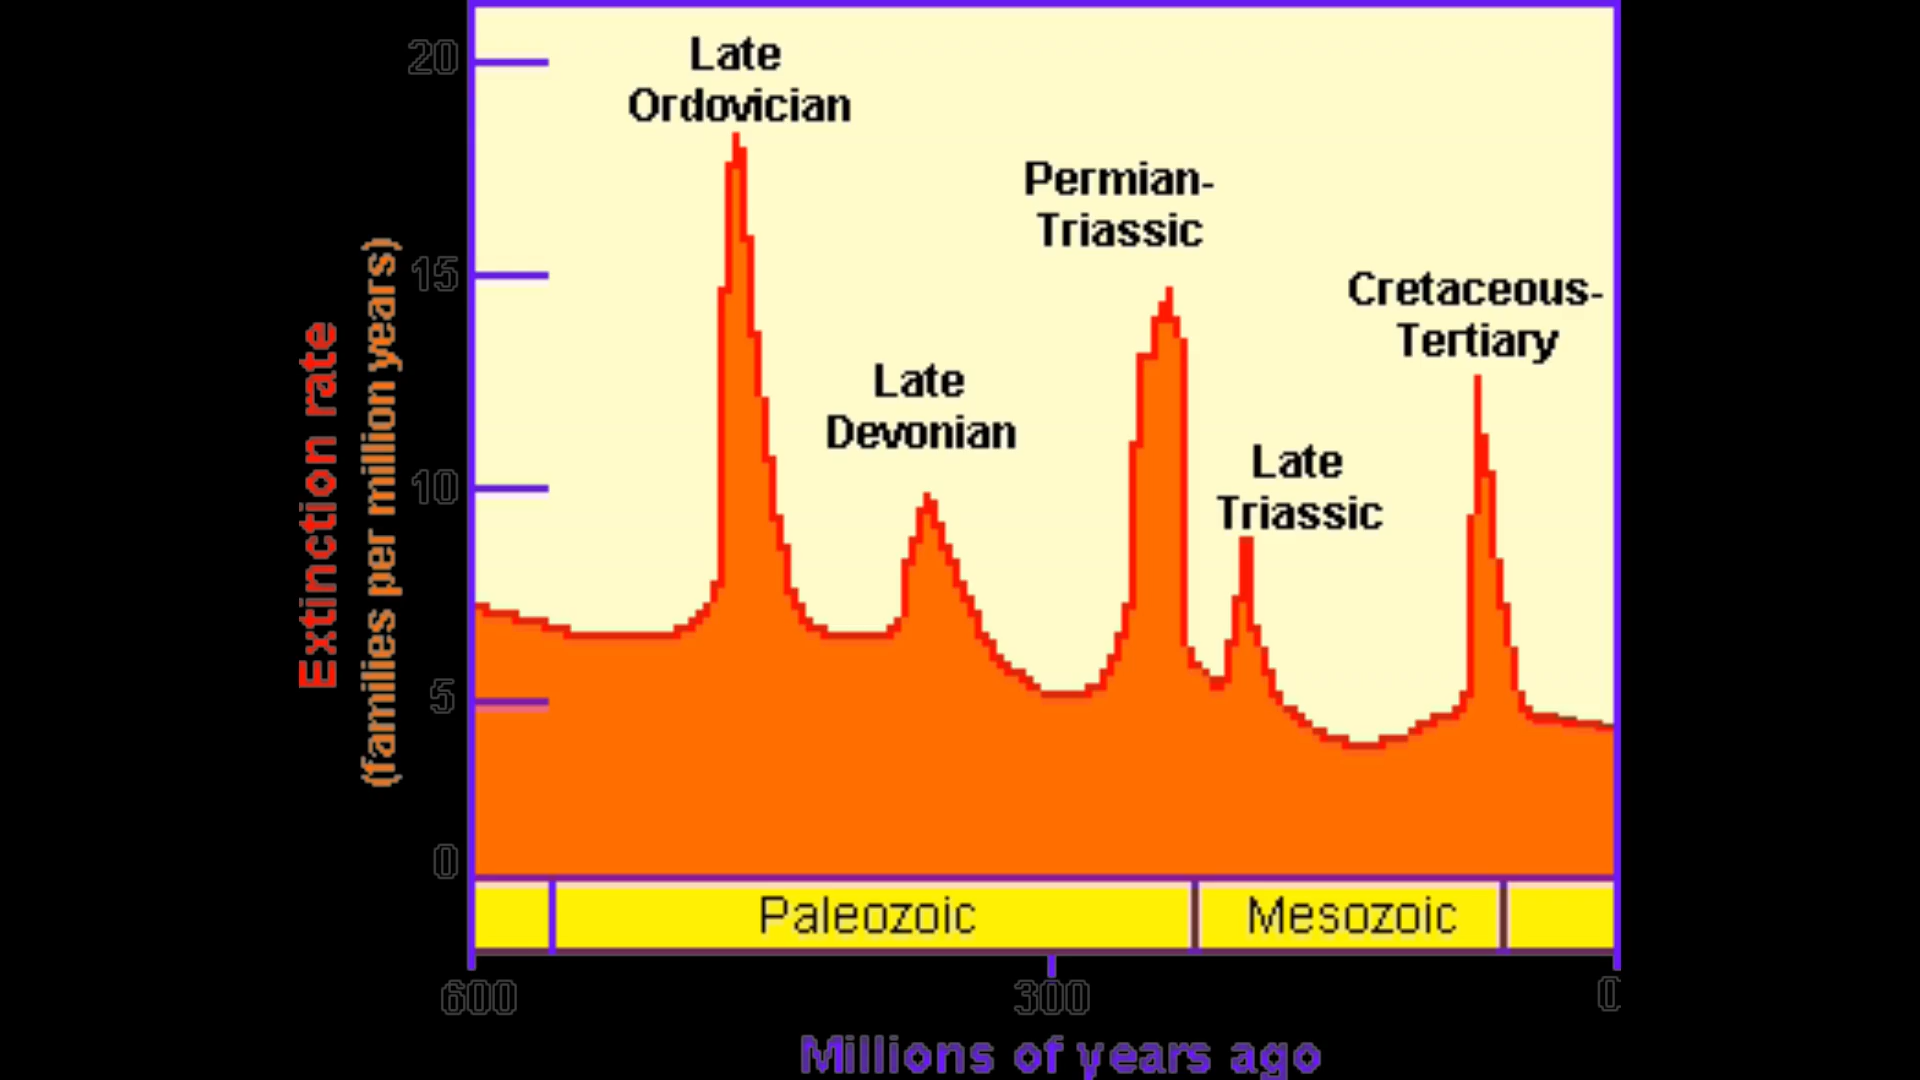 20
Late
Ordovician
Permian-
Triassic
15
Cretaceous-
Tertiary
Late
Devonian
10
Late
Triassic
5
0
Extinction rate
(families per million years)
Paleozoic
Mesozoic
600
300
0
Millions of years ago